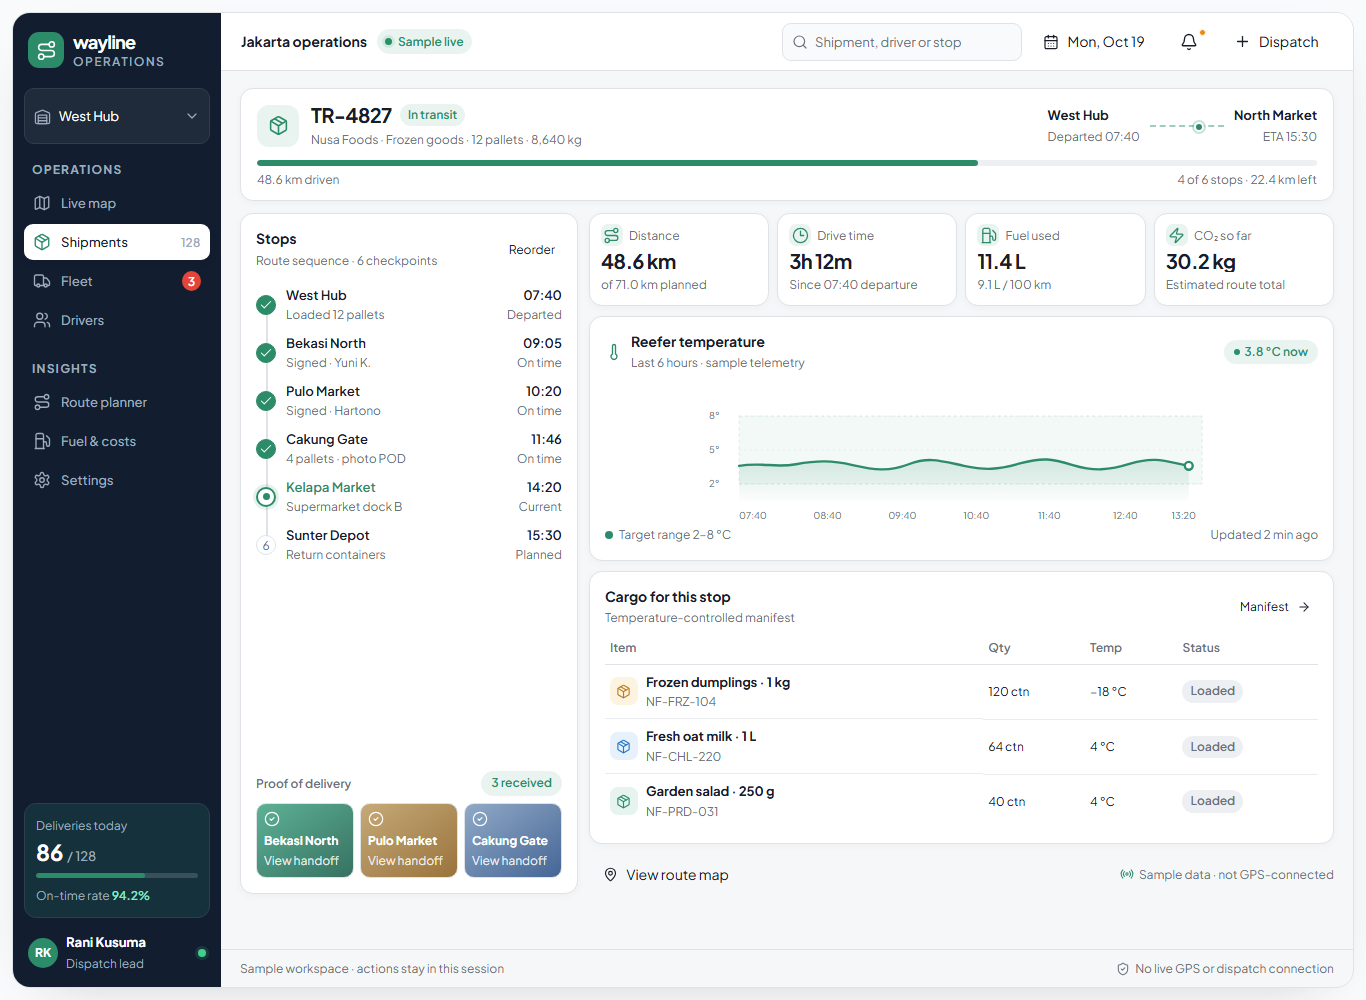 wayline
OPERATIONS
West Hub
OPERATIONS
Live map
Shipments 128
Fleet 3
Drivers
INSIGHTS
Route planner
Fuel & costs
Settings
Deliveries today
86 / 128
On-time rate 94.2%
RK
Rani Kusuma
Dispatch lead
Jakarta operations
Sample live
Shipment, driver or stop
Mon, Oct 19
Dispatch
TR-4827 In transit
Nusa Foods · Frozen goods · 12 pallets · 8,640 kg
West Hub
Departed 07:40
North Market
ETA 15:30
48.6 km driven
4 of 6 stops · 22.4 km left
Stops
Route sequence · 6 checkpoints
Reorder
West Hub 07:40
Loaded 12 pallets Departed
Bekasi North 09:05
Signed · Yuni K. On time
Pulo Market 10:20
Signed · Hartono On time
Cakung Gate 11:46
4 pallets · photo POD On time
Kelapa Market 14:20
Supermarket dock B Current
6
Sunter Depot 15:30
Return containers Planned
Proof of delivery 3 received
Bekasi North
View handoff
Pulo Market
View handoff
Cakung Gate
View handoff
Distance
48.6 km
of 71.0 km planned
Drive time
3h 12m
Since 07:40 departure
Fuel used
11.4 L
9.1 L / 100 km
CO₂ so far
30.2 kg
Estimated route total
Reefer temperature
Last 6 hours · sample telemetry
3.8 °C now
8°
5°
2°
07:40 08:40 09:40 10:40 11:40 12:40 13:20
Target range 2–8 °C
Updated 2 min ago
Cargo for this stop
Temperature-controlled manifest
Manifest
Item Qty Temp Status
Frozen dumplings · 1 kg
NF-FRZ-104
120 ctn −18 °C Loaded
Fresh oat milk · 1 L
NF-CHL-220
64 ctn 4 °C Loaded
Garden salad · 250 g
NF-PRD-031
40 ctn 4 °C Loaded
View route map
Sample data · not GPS-connected
Sample workspace · actions stay in this session
No live GPS or dispatch connection